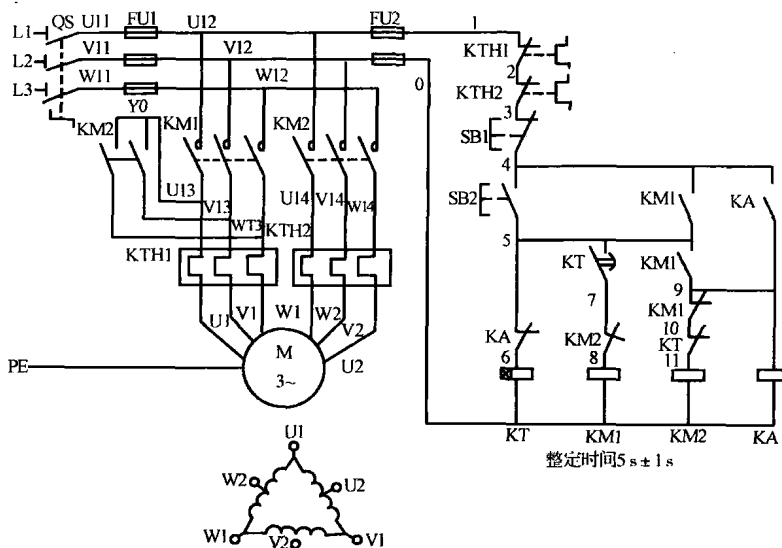 L1 QS U11 FU1 U12 FU2 1
L2 V11 V12 0
L3 W11 W12
Y0
KTH1
2
KTH2
3
SB1
4
KM2 KM1 KM2
U13 U14 V14 W14
V13
WT3
KTH1 KTH2
SB2 KM1 KA
5
KT KM1
7 9
KM1
10
KA KM2 KT
6 8 11
U1 V1 W1 W2 V2 U2
M
3~
PE
KT KM1 KM2 KA
整定时间5 s ± 1 s
U1
W2 U2
W1 V2 V1